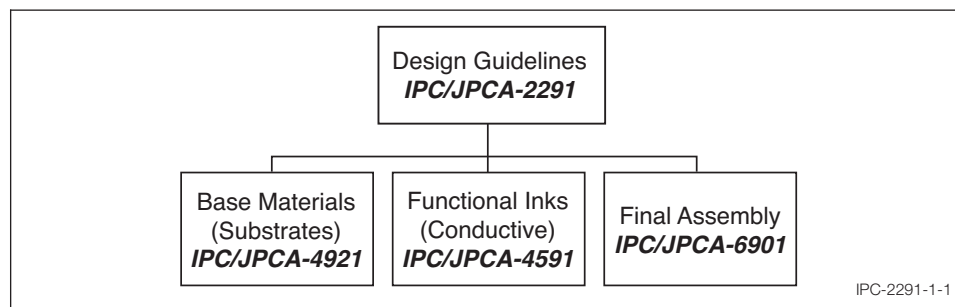 Design Guidelines
IPC/JPCA-2291
Base Materials
(Substrates)
IPC/JPCA-4921
Functional Inks
(Conductive)
IPC/JPCA-4591
Final Assembly
IPC/JPCA-6901
IPC-2291-1-1